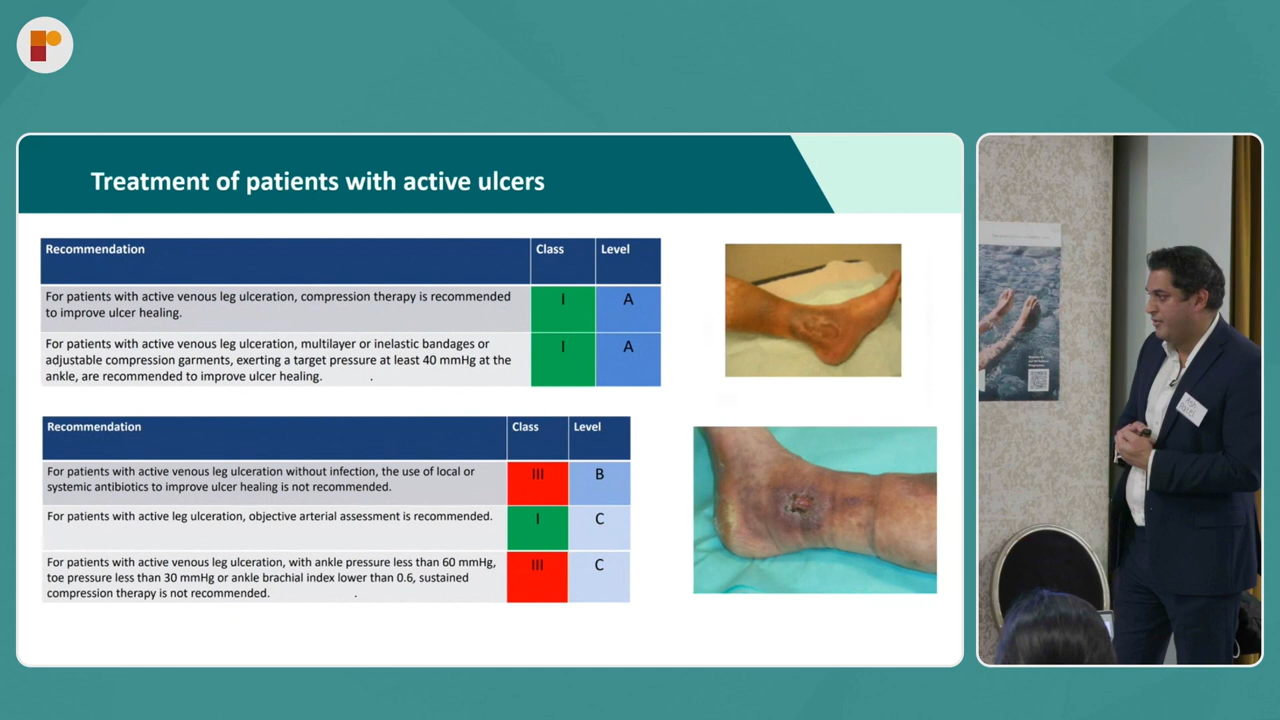 Treatment of patients with active ulcers
Recommendation Class Level
For patients with active venous leg ulceration, compression therapy is recommended
to improve ulcer healing.
I A
For patients with active venous leg ulceration, multilayer or inelastic bandages or
adjustable compression garments, exerting a target pressure at least 40 mmHg at the
ankle, are recommended to improve ulcer healing.
I A
Recommendation Class Level
For patients with active venous leg ulceration without infection, the use of local or
systemic antibiotics to improve ulcer healing is not recommended.
III B
For patients with active leg ulceration, objective arterial assessment is recommended.
I C
For patients with active venous leg ulceration, with ankle pressure less than 60 mmHg,
toe pressure less than 30 mmHg or ankle brachial index lower than 0.6, sustained
compression therapy is not recommended.
III C